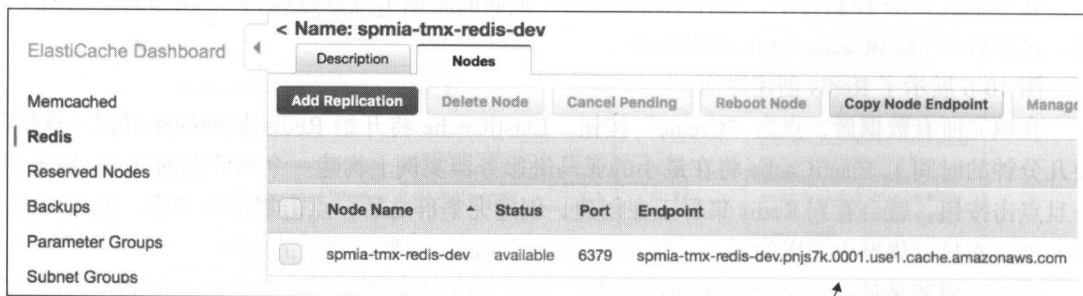 ElastiCache Dashboard
< Name: spmia-tmx-redis-dev
Description
Nodes
Memcached
Redis
Reserved Nodes
Backups
Parameter Groups
Subnet Groups
Add Replication
Delete Node
Cancel Pending
Reboot Node
Copy Node Endpoint
Manage
Node Name
Status
Port
Endpoint
spmia-tmx-redis-dev available 6379 spmia-tmx-redis-dev.pnjs7k.0001.use1.cache.amazonaws.com